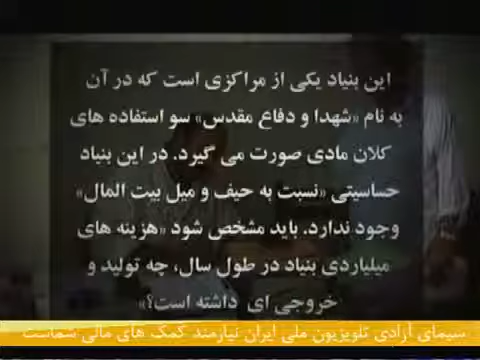 این بنیاد یکی از مراکزی است که در آن
به نام «شهدا و دفاع مقدس» سو استفاده های
کلان مادی صورت می گیرد. در این بنیاد
حساسیتی «نسبت به حیف و میل بیت المال»
وجود ندارد. باید مشخص شود «هزینه های
میلیاردی بنیاد در طول سال، چه تولید و
خروجی ای داشته است؟»
سیمای آزادی تلویزیون ملی ایران نیازمند کمک های مالی شماست